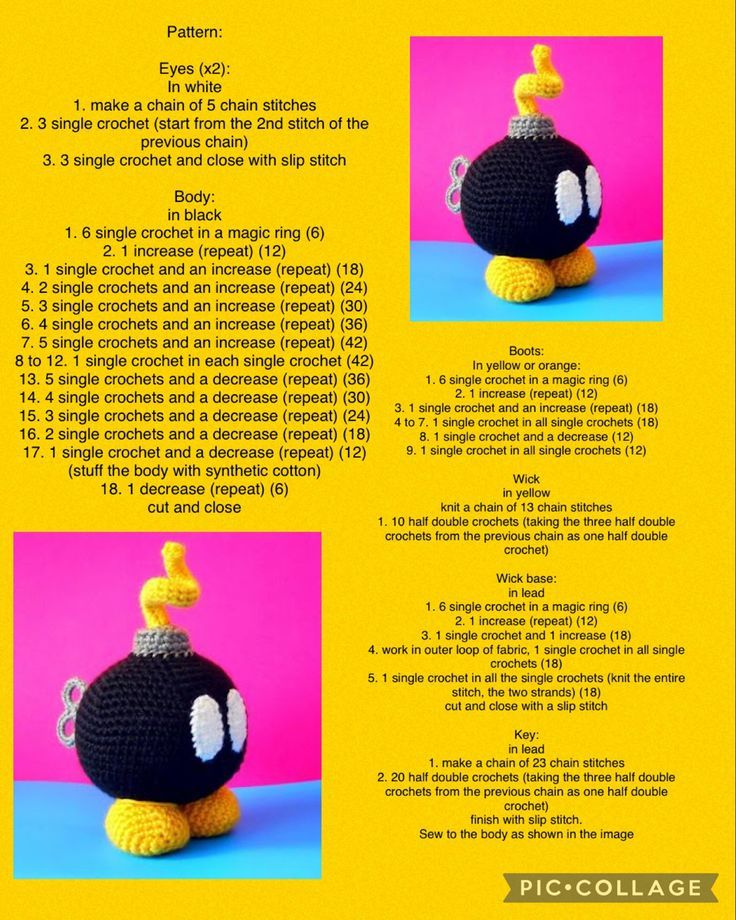 Pattern:
Eyes (x2):
In white
1. make a chain of 5 chain stitches
2. 3 single crochet (start from the 2nd stitch of the
previous chain)
3. 3 single crochet and close with slip stitch
Body:
in black
1. 6 single crochet in a magic ring (6)
2. 1 increase (repeat) (12)
3. 1 single crochet and an increase (repeat) (18)
4. 2 single crochets and an increase (repeat) (24)
5. 3 single crochets and an increase (repeat) (30)
6. 4 single crochets and an increase (repeat) (36)
7. 5 single crochets and an increase (repeat) (42)
8 to 12. 1 single crochet in each single crochet (42)
13. 5 single crochets and a decrease (repeat) (36)
14. 4 single crochets and a decrease (repeat) (30)
15. 3 single crochets and a decrease (repeat) (24)
16. 2 single crochets and a decrease (repeat) (18)
17. 1 single crochet and a decrease (repeat) (12)
(stuff the body with synthetic cotton)
18. 1 decrease (repeat) (6)
cut and close
Boots:
In yellow or orange:
1. 6 single crochet in a magic ring (6)
2. 1 increase (repeat) (12)
3. 1 single crochet and an increase (repeat) (18)
4 to 7. 1 single crochet in all single crochets (18)
8. 1 single crochet and a decrease (12)
9. 1 single crochet in all single crochets (12)
Wick
in yellow
knit a chain of 13 chain stitches
1. 10 half double crochets (taking the three half double
crochets from the previous chain as one half double
crochet)
Wick base:
in lead
1. 6 single crochet in a magic ring (6)
2. 1 increase (repeat) (12)
3. 1 single crochet and 1 increase (18)
4. work in outer loop of fabric, 1 single crochet in all single
crochets (18)
5. 1 single crochet in all the single crochets (knit the entire
stitch, the two strands) (18)
cut and close with a slip stitch
Key:
in lead
1. make a chain of 23 chain stitches
2. 20 half double crochets (taking the three half double
crochets from the previous chain as one half double
crochet)
finish with slip stitch.
Sew to the body as shown in the image
PIC•COLLAGE